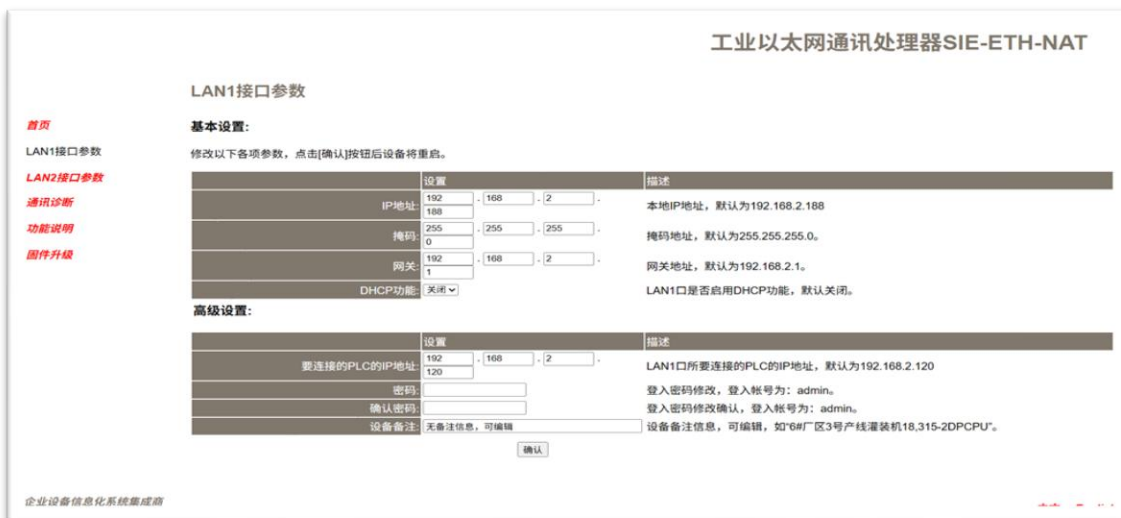 工业以太网通讯处理器SIE-ETH-NAT
LAN1接口参数
首页
LAN1接口参数
LAN2接口参数
通讯诊断
功能说明
固件升级
基本设置:
修改以下各项参数，点击[确认]按钮后设备将重启。
设置 描述
IP地址: 192 . 168 . 2 . 188 本地IP地址，默认为192.168.2.188
掩码: 255 . 255 . 255 . 0 掩码地址，默认为255.255.255.0。
网关: 192 . 168 . 2 . 1 网关地址，默认为192.168.2.1。
DHCP功能: 关闭 LAN1口是否启用DHCP功能，默认关闭。
高级设置:
设置 描述
要连接的PLC的IP地址: 192 . 168 . 2 . 120 LAN1口所要连接的PLC的IP地址，默认为192.168.2.120
密码: 登入密码修改，登入帐号为：admin。
确认密码: 登入密码修改确认，登入帐号为：admin。
设备备注: 无备注信息，可编辑 设备备注信息，可编辑，如“6#厂区3号产线灌装机18,315-2DPCPU”。
确认
企业设备信息化系统集成商